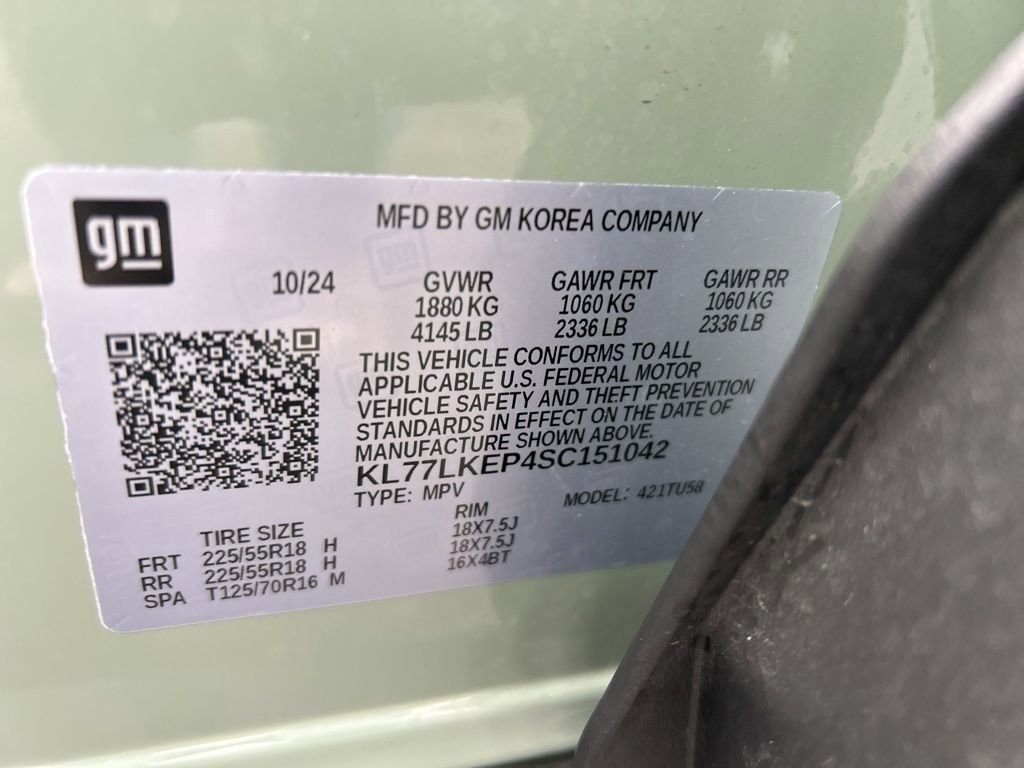 gm
MFD BY GM KOREA COMPANY
10/24 GVWR GAWR FRT GAWR RR
1880 KG 1060 KG 1060 KG
4145 LB 2336 LB 2336 LB
THIS VEHICLE CONFORMS TO ALL
APPLICABLE U.S. FEDERAL MOTOR
VEHICLE SAFETY AND THEFT PREVENTION
STANDARDS IN EFFECT ON THE DATE OF
MANUFACTURE SHOWN ABOVE.
KL77LKEP4SC151042
TYPE: MPV MODEL: 421TU58
TIRE SIZE RIM
FRT 225/55R18 H 18X7.5J
RR 225/55R18 H 18X7.5J
SPA T125/70R16 M 16X4BT